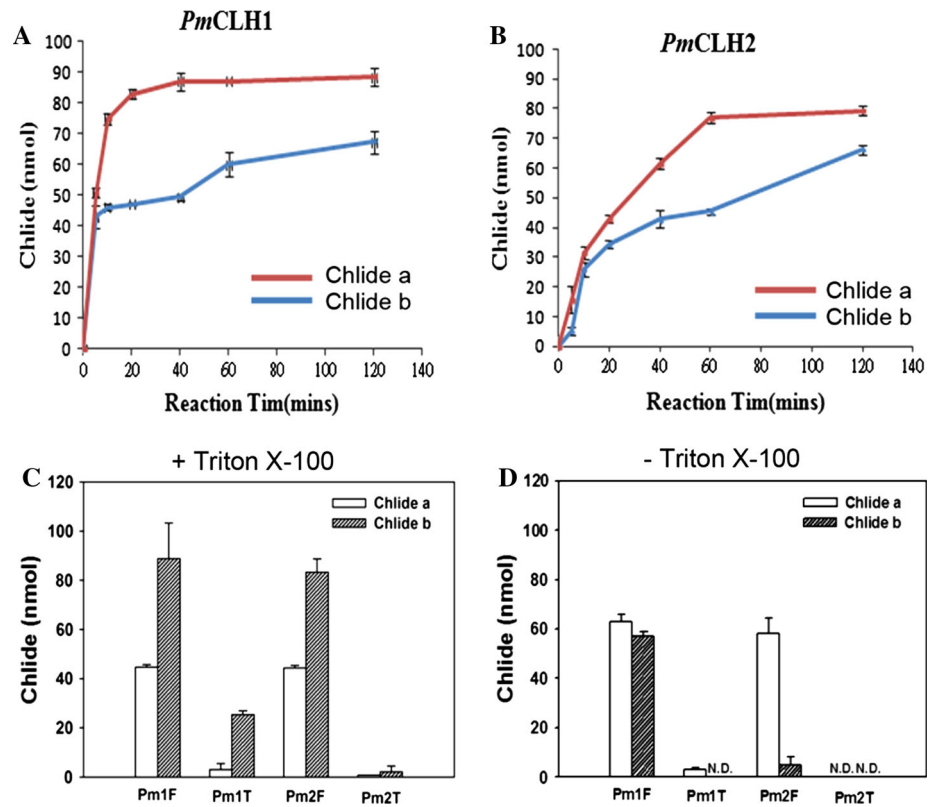 A
PmCLH1
100
90
80
70
60
50
40
30
20
10
0
Chlide (nmol)
Chlide a
Chlide b
0 20 40 60 80 100 120 140
Reaction Tim(mins)
B
PmCLH2
100
90
80
70
60
50
40
30
20
10
0
Chlide (nmol)
Chlide a
Chlide b
0 20 40 60 80 100 120 140
Reaction Tim(mins)
C
+ Triton X-100
120
100
80
60
40
20
0
Chlide (nmol)
Chlide a
Chlide b
Pm1F Pm1T Pm2F Pm2T
D
- Triton X-100
120
100
80
60
40
20
0
Chlide (nmol)
Chlide a
Chlide b
N.D.
N.D. N.D.
Pm1F Pm1T Pm2F Pm2T